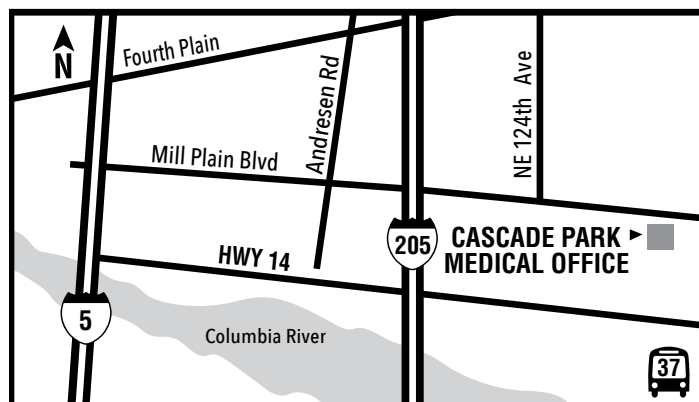 N
Fourth Plain
Andresen Rd
NE 124th Ave
Mill Plain Blvd
205
CASCADE PARK
MEDICAL OFFICE
HWY 14
5
Columbia River
37